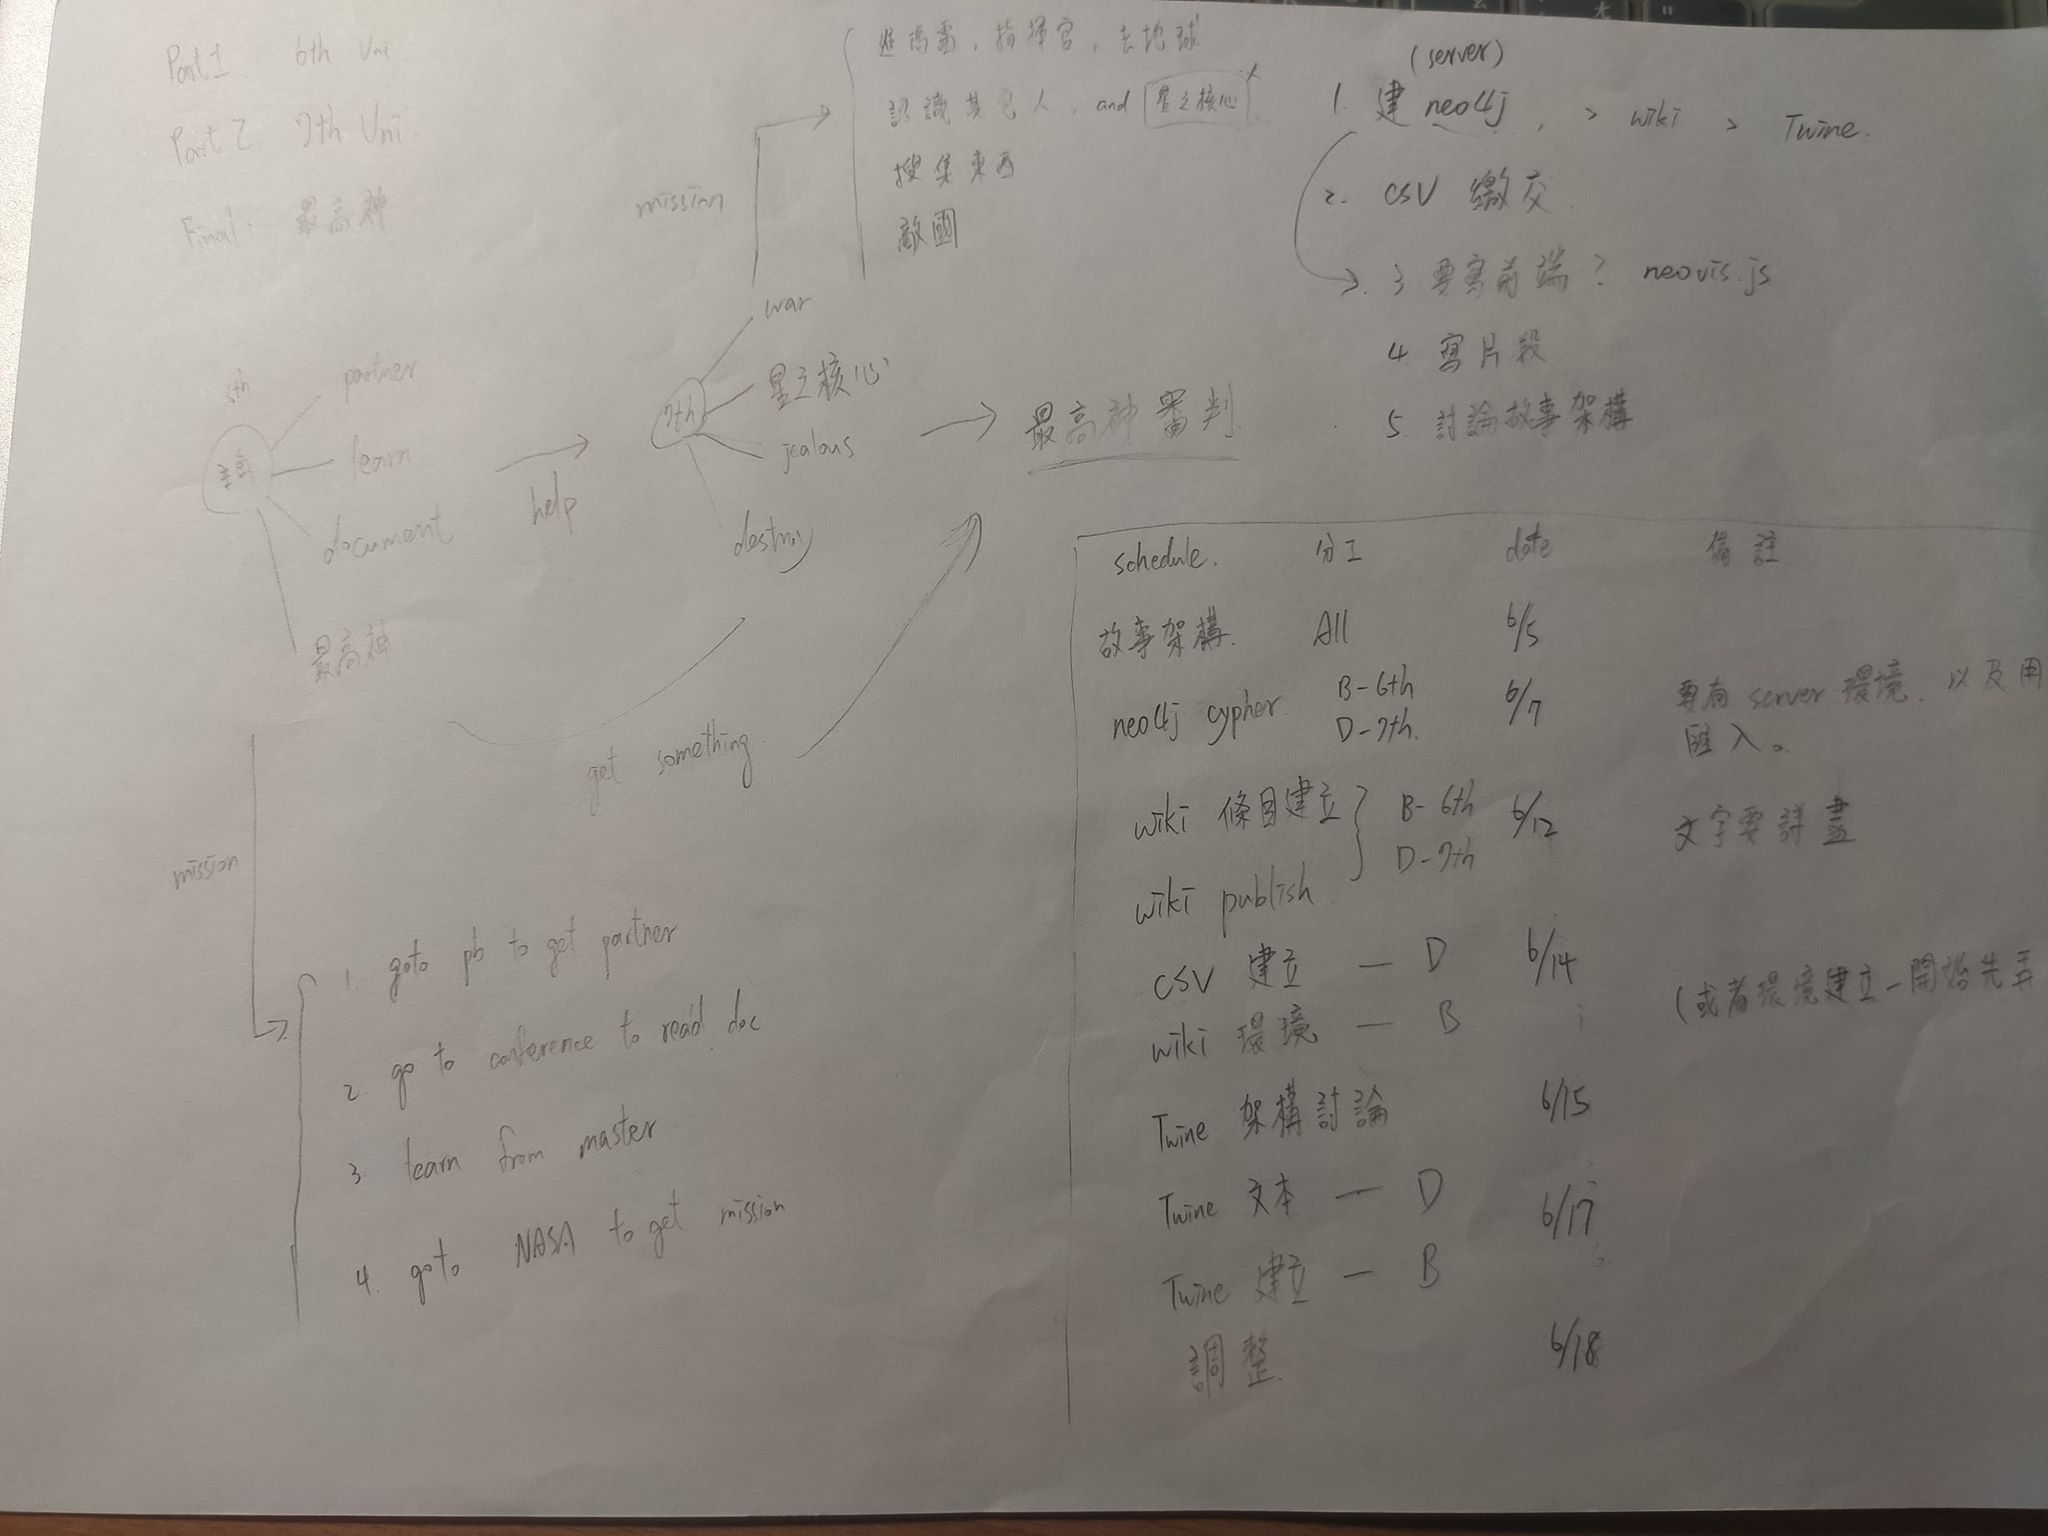 Part 1. 6th Uni.
Part 2. 7th Uni.
Final: 最高神
mission
指揮官, 去地球
認識其它人, and 星之核心
搜集東西
敵國
war
7th
星之核心
jealous
destroy
最高神審判
6th
主角
partner
learn
document
最高神
help
get something
mission
1. goto pb to get partner
2. go to conference to read doc
3. learn from master
4. goto NASA to get mission
(server)
1. 建 neo4j, > wiki > Twine.
2. CSV 繳交
3 要寫前端? neovis.js
4 寫片段
5. 討論故事架構
schedule. 分工 date 備註
故事架構. All 6/5
neo4j cypher. B-6th D-7th. 6/7 要有 server 環境. 以及用
匯入。
wiki 條目建立 B-6th 6/12 文字要詳盡
wiki publish D-7th
CSV 建立 — D 6/14
wiki 環境 — B (或者環境建立一開始先弄
Twine 架構討論 6/15
Twine 文本 — D 6/17
Twine 建立 — B
調整. 6/18